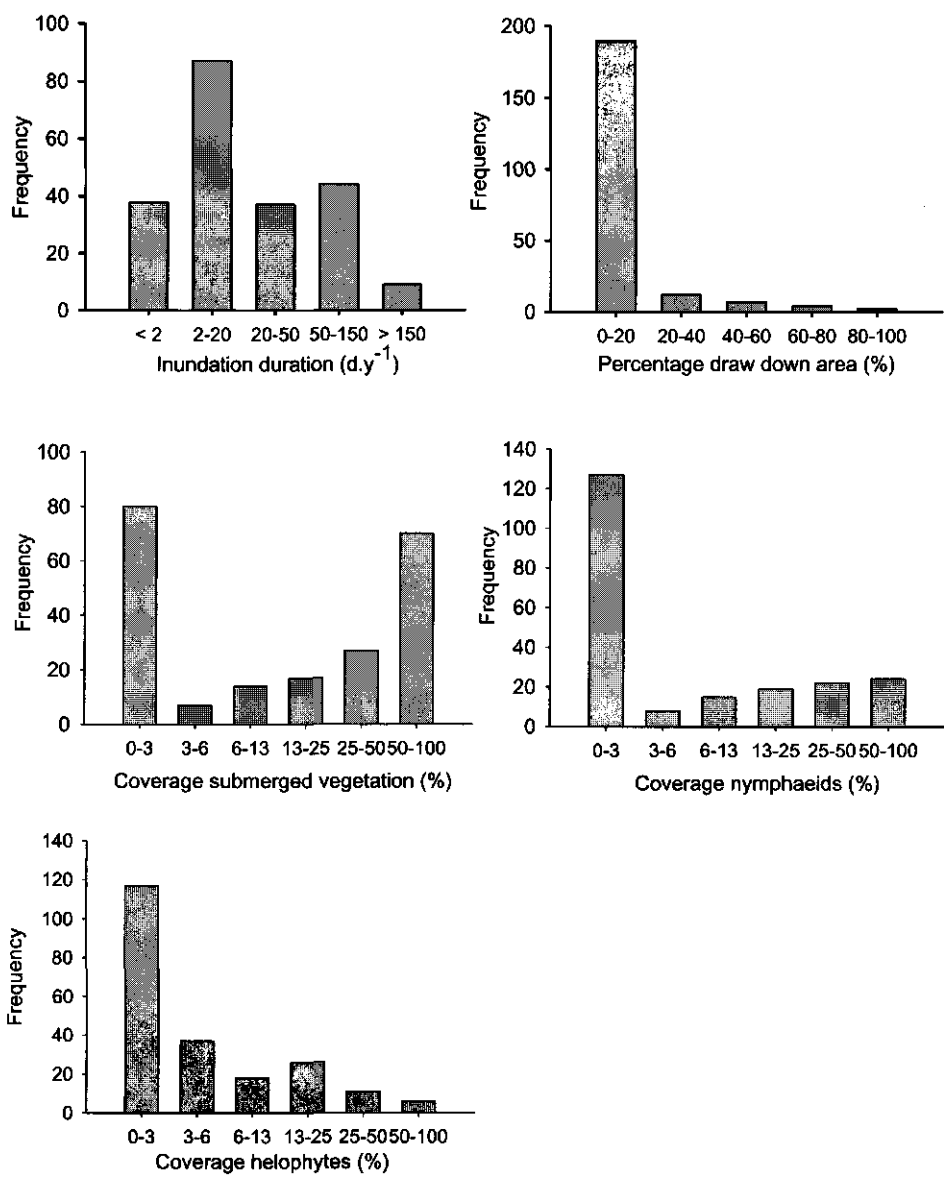 100
80
60
40
20
0
Frequency
< 2 2-20 20-50 50-150 > 150
Inundation duration (d.y-1)
200
150
100
50
0
Frequency
0-20 20-40 40-60 60-80 80-100
Percentage draw down area (%)
100
80
60
40
20
0
Frequency
0-3 3-6 6-13 13-25 25-50 50-100
Coverage submerged vegetation (%)
140
120
100
80
60
40
20
0
Frequency
0-3 3-6 6-13 13-25 25-50 50-100
Coverage nymphaeids (%)
140
120
100
80
60
40
20
0
Frequency
0-3 3-6 6-13 13-25 25-50 50-100
Coverage helophytes (%)